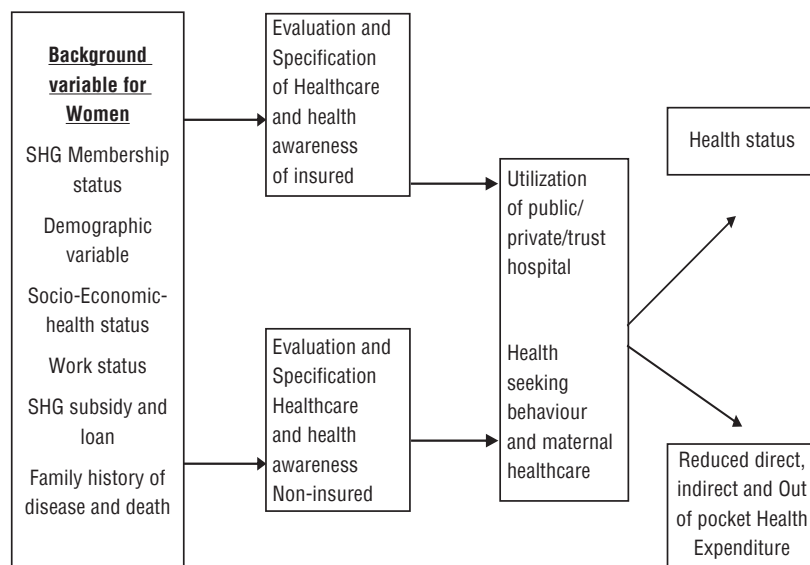 Background
variable for
Women
SHG Membership
status
Demographic
variable
Socio-Economic-
health status
Work status
SHG subsidy and
loan
Family history of
disease and death
Evaluation and
Specification
of Healthcare
and health
awareness
of insured
Evaluation and
Specification
Healthcare
and health
awareness
Non-insured
Utilization
of public/
private/trust
hospital
Health
seeking
behaviour
and maternal
healthcare
Health status
Reduced direct,
indirect and Out
of pocket Health
Expenditure